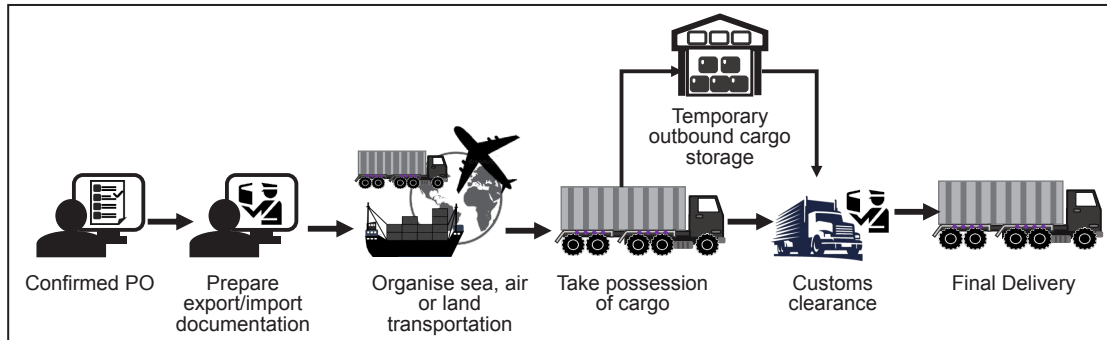 Temporary
outbound cargo
storage
Confirmed PO
Prepare
export/import
documentation
Organise sea, air
or land
transportation
Take possession
of cargo
Customs
clearance
Final Delivery